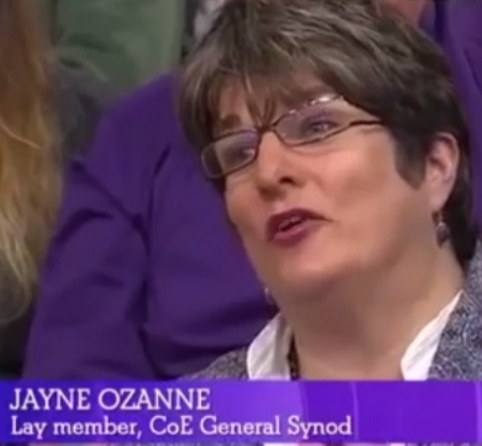 JAYNE OZANNE
Lay member, CoE General Synod